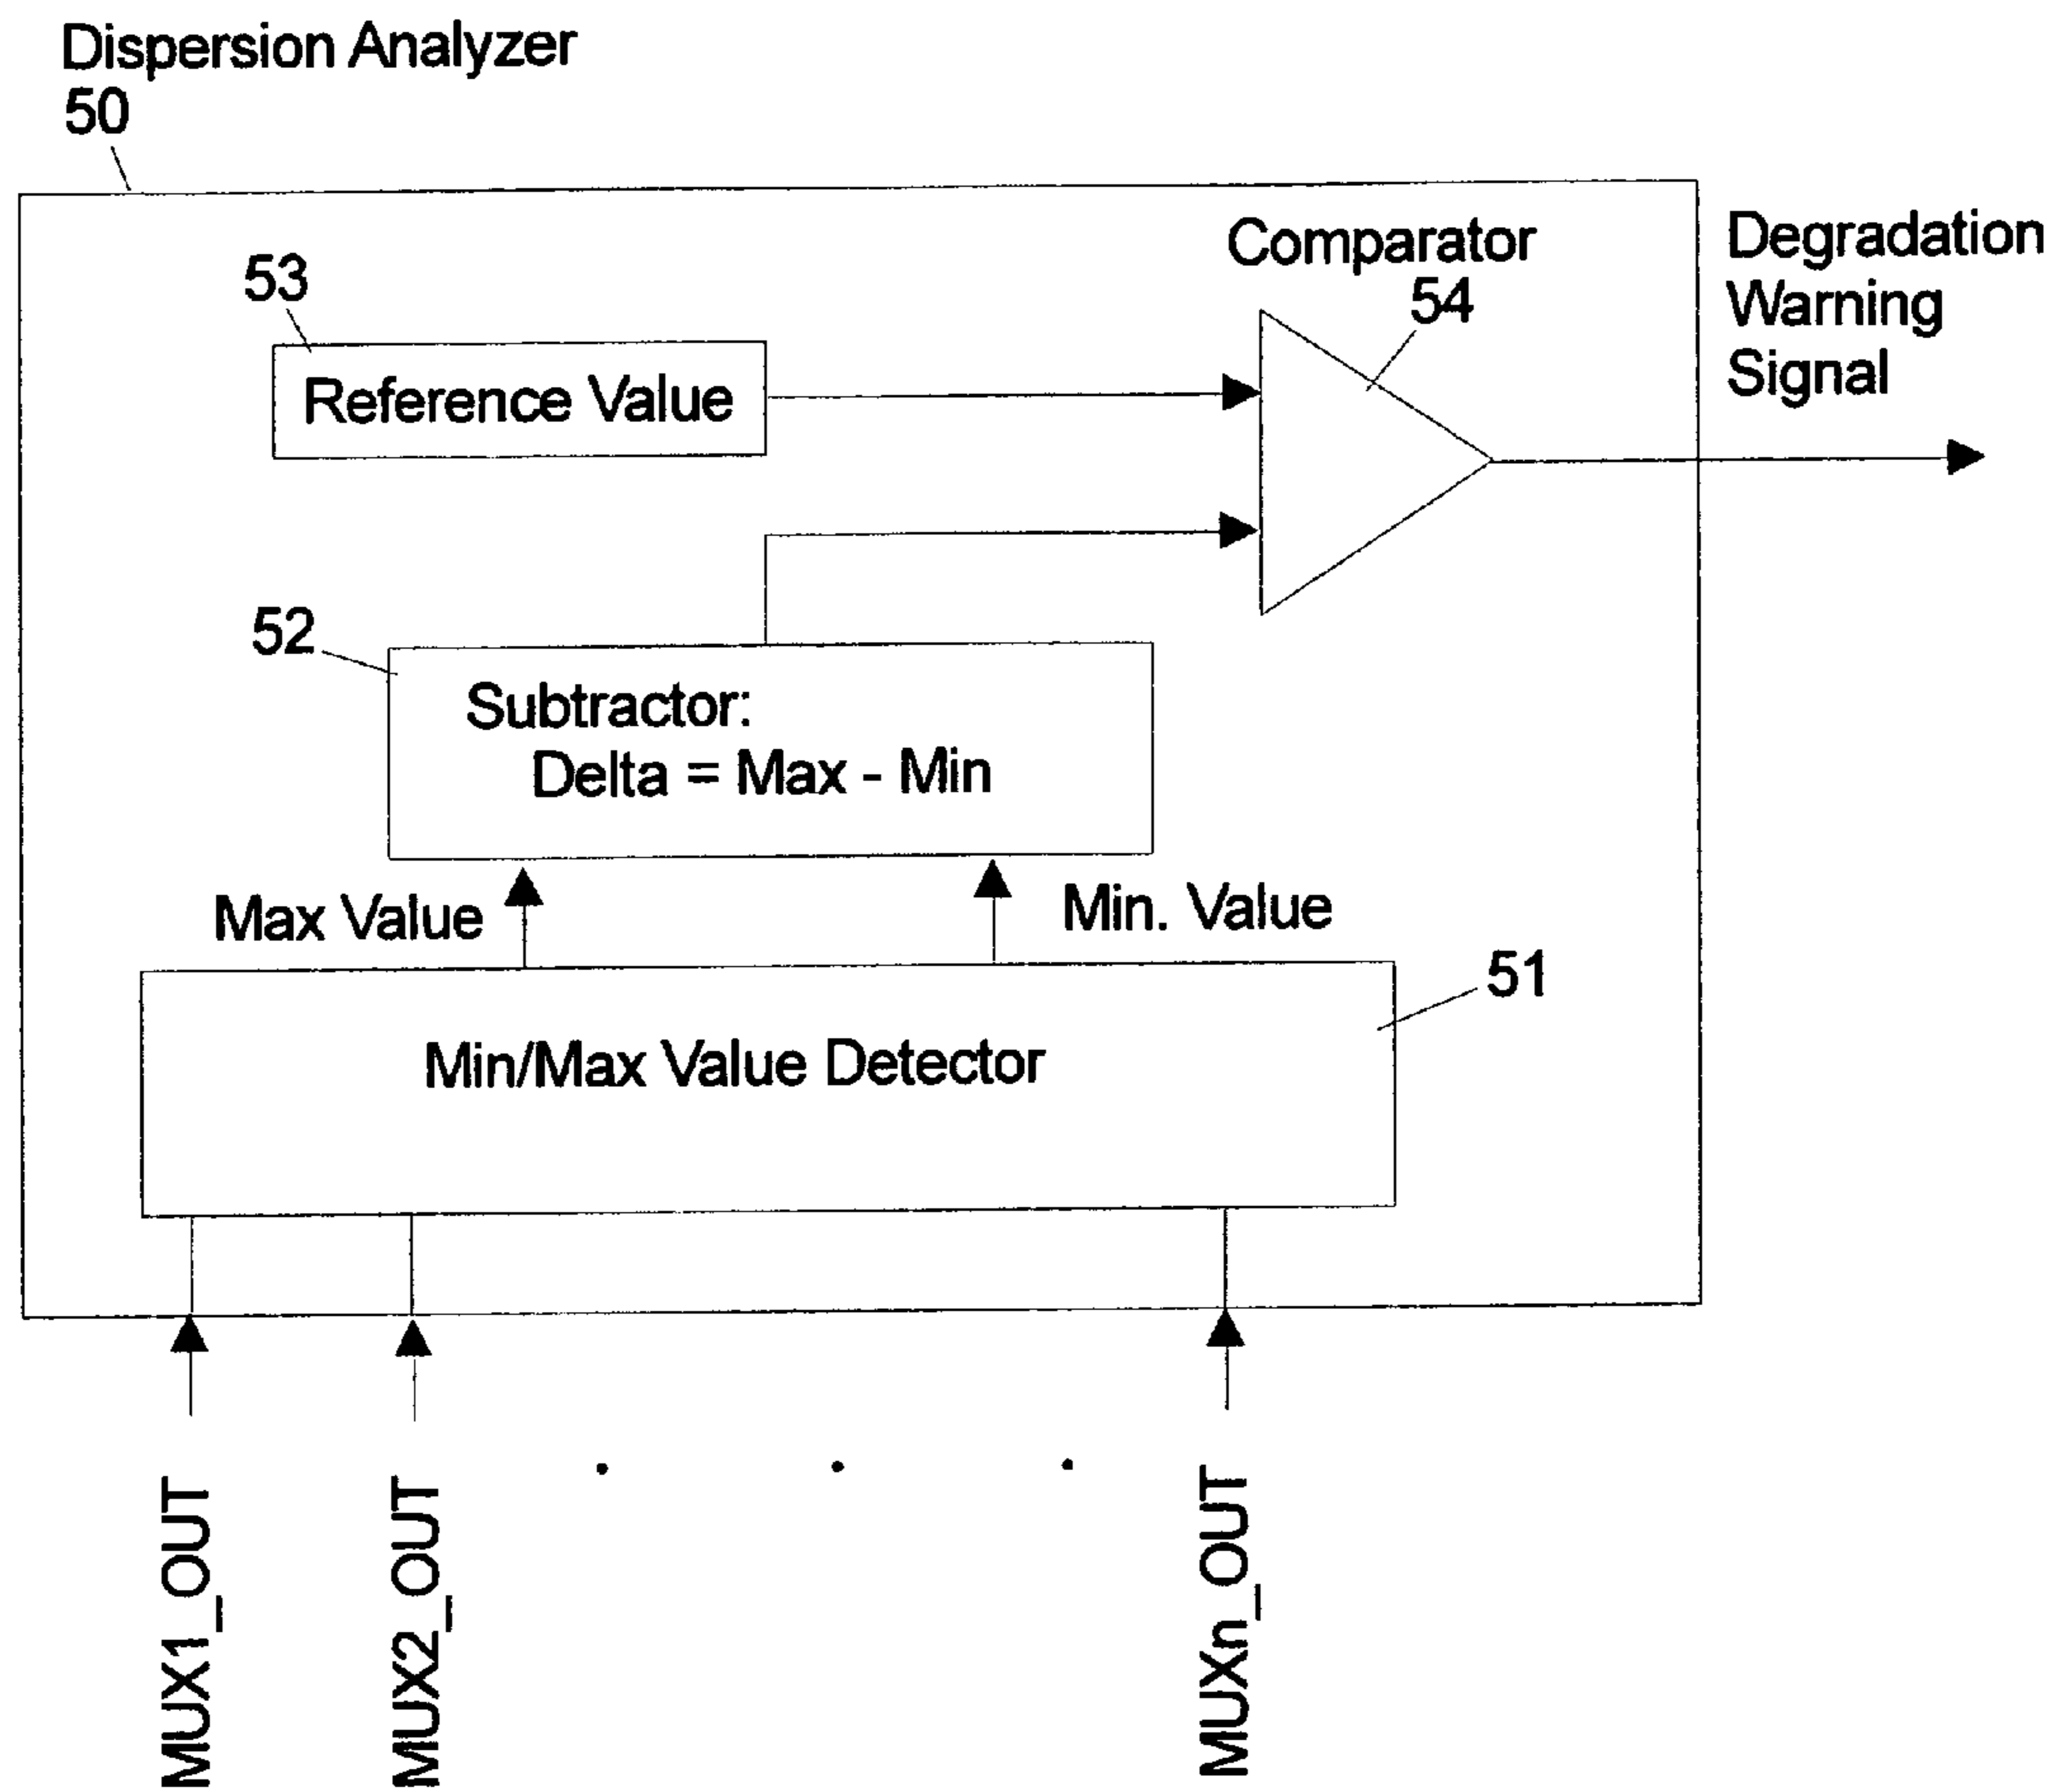 Dispersion Analyzer
50
Comparator
54
Degradation
Warning
Signal
53
Reference Value
52
Subtractor:
Delta = Max - Min
Max Value
Min. Value
51
Min/Max Value Detector
MUX1_OUT
MUX2_OUT
. . .
MUXn_OUT